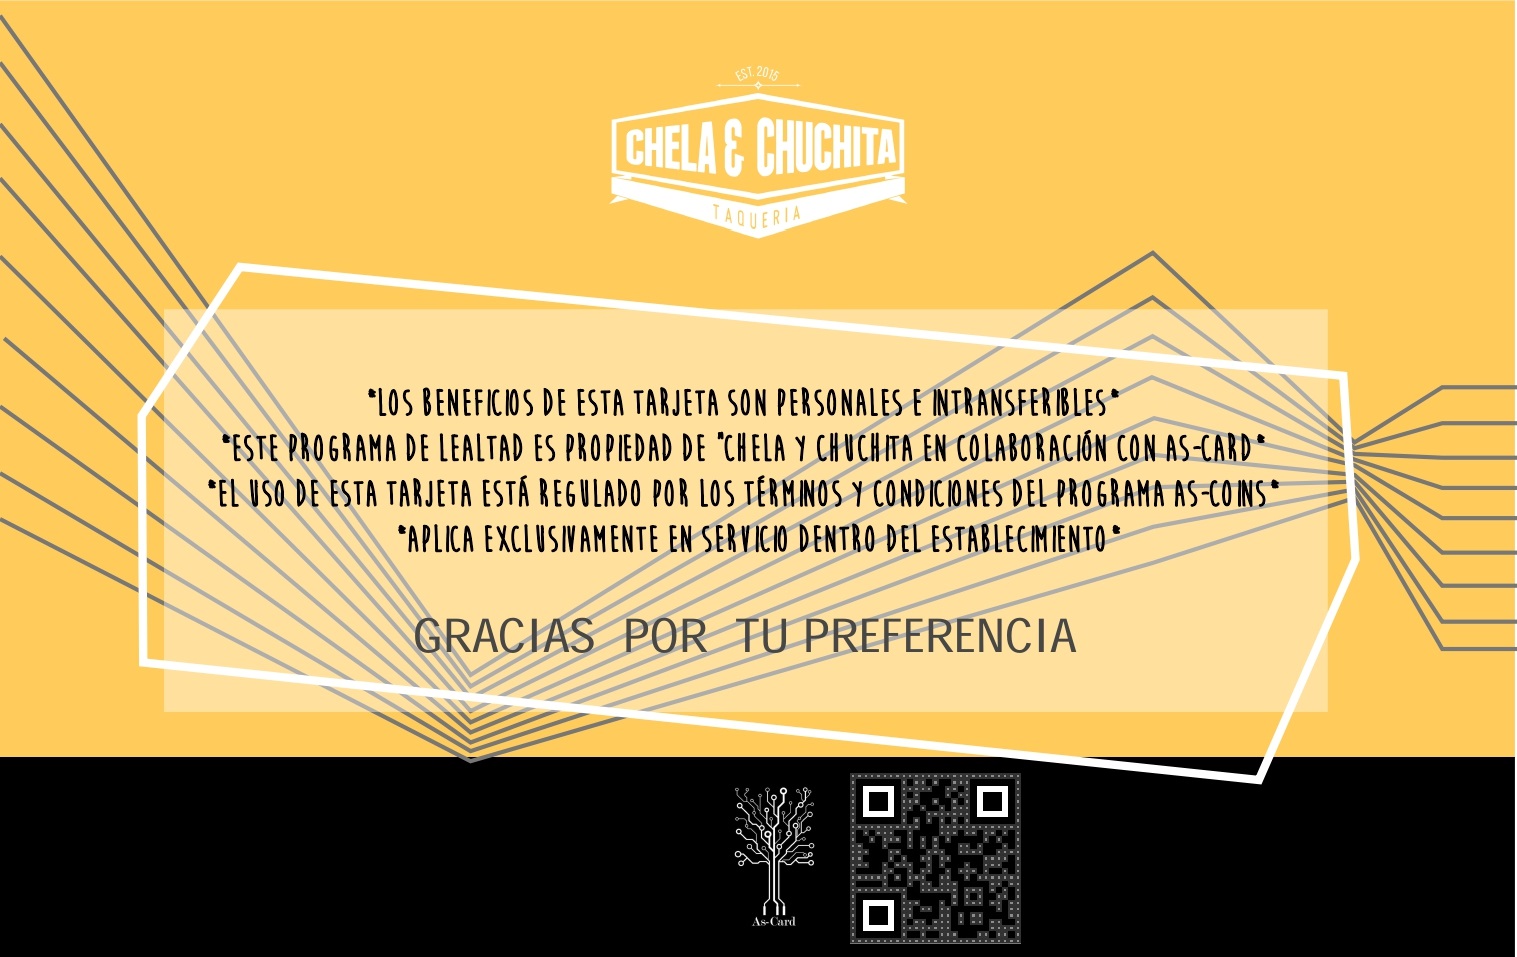 EST. 2015
CHELA & CHUCHITA
TAQUERIA
*LOS BENEFICIOS DE ESTA TARJETA SON PERSONALES E INTRANSFERIBLES*
*ESTE PROGRAMA DE LEALTAD ES PROPIEDAD DE "CHELA Y CHUCHITA EN COLABORACIÓN CON AS-CARD*
*EL USO DE ESTA TARJETA ESTÁ REGULADO POR LOS TÉRMINOS Y CONDICIONES DEL PROGRAMA AS-COINS*
*APLICA EXCLUSIVAMENTE EN SERVICIO DENTRO DEL ESTABLECIMIENTO*
GRACIAS POR TU PREFERENCIA
As-Card